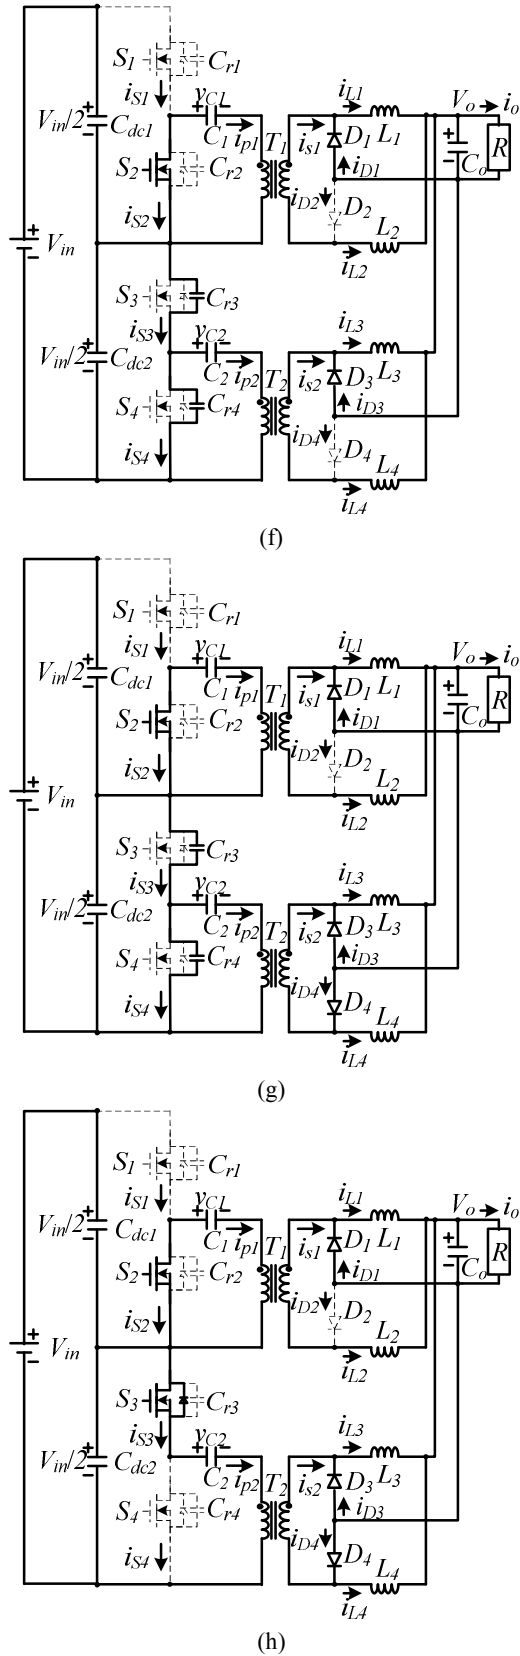 S1 Cr1
iS1 vC1 iL1 Vo io
Vin/2 Cdc1 C1 ip1 T1 is1 D1 L1 R
S2 Cr2 iD1 Co
iS2 iD2 D2 L2
Vin iL2
S3 Cr3
iS3 vC2 iL3
Vin/2 Cdc2 C2 ip2 T2 is2 D3 L3
S4 Cr4 iD3
iS4 iD4 D4 L4
iL4
(f)
S1 Cr1
iS1 vC1 iL1 Vo io
Vin/2 Cdc1 C1 ip1 T1 is1 D1 L1 R
S2 Cr2 iD1 Co
iS2 iD2 D2 L2
Vin iL2
S3 Cr3
iS3 vC2 iL3
Vin/2 Cdc2 C2 ip2 T2 is2 D3 L3
S4 Cr4 iD3
iS4 iD4 D4 L4
iL4
(g)
S1 Cr1
iS1 vC1 iL1 Vo io
Vin/2 Cdc1 C1 ip1 T1 is1 D1 L1 R
S2 Cr2 iD1 Co
iS2 iD2 D2 L2
Vin iL2
S3 Cr3
iS3 vC2 iL3
Vin/2 Cdc2 C2 ip2 T2 is2 D3 L3
S4 Cr4 iD3
iS4 iD4 D4 L4
iL4
(h)